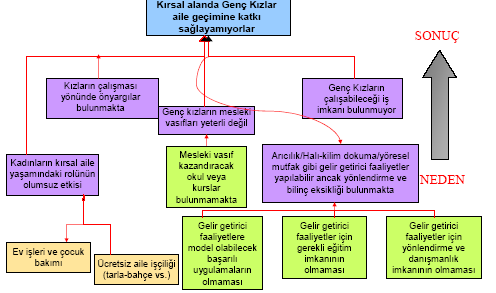 Kırsal alanda Genç Kızlar
aile geçimine katkı
sağlayamıyorlar
SONUÇ
Kızların çalışması
yönünde önyargılar
bulunmakta
Genç kızların mesleki
vasıfları yeterli değil
Genç Kızların
çalışabileceği iş
imkanı bulunmuyor
Kadınların kırsal aile
yaşamındaki rolünün
olumsuz etkisi
Mesleki vasıf
kazandıracak
okul veya
kurslar
bulunmamakta
Arıcılık/Halı-kilim dokuma/yöresel
mutfak gibi gelir getirici faaliyetler
yapılabilir ancak yönlendirme ve
bilinç eksikliği bulunmakta
NEDEN
Ev işleri ve çocuk
bakımı
Ücretsiz aile işçiliği
(tarla-bahçe vs.)
Gelir getirici
faaliyetlere
model olabilecek
başarılı
uygulamaların
olmaması
Gelir getirici
faaliyetler için
gerekli eğitim
imkanının
olmaması
Gelir getirici
faaliyetler için
yönlendirme ve
danışmanlık
imkanının olmaması